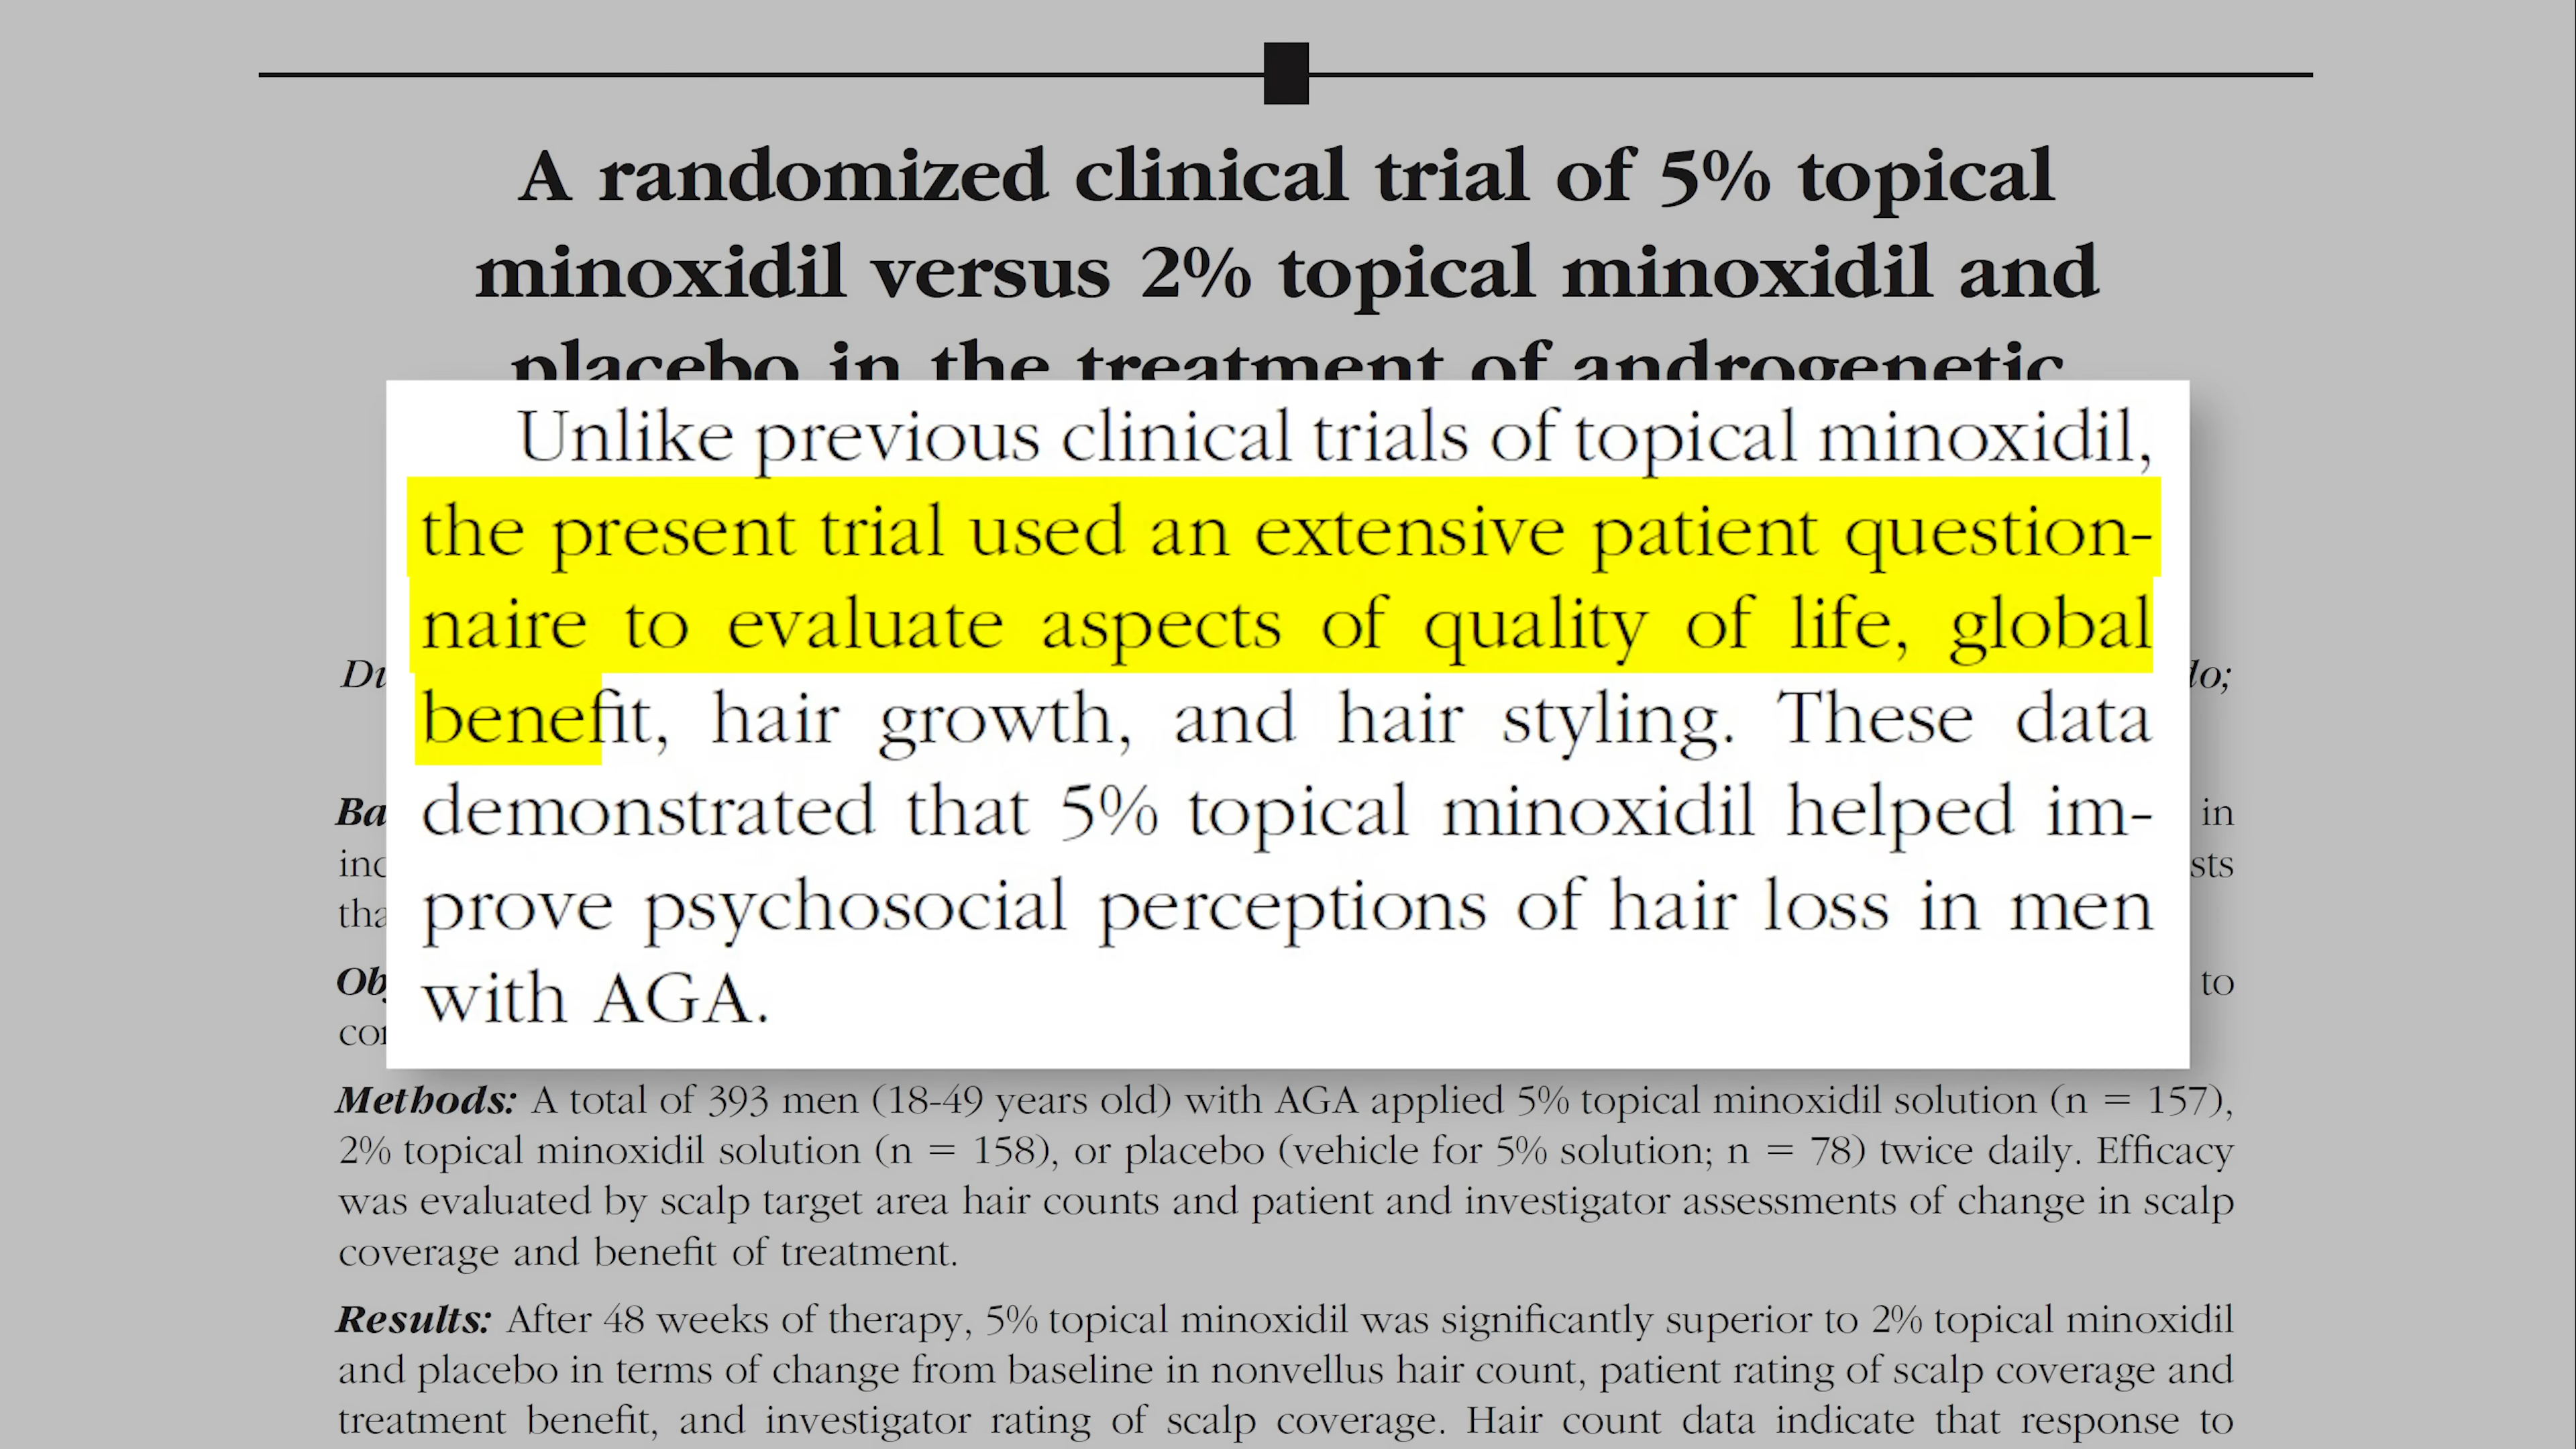 A randomized clinical trial of 5% topical
minoxidil versus 2% topical minoxidil and
placebo in the treatment of androgenetic
Unlike previous clinical trials of topical minoxidil,
the present trial used an extensive patient question-
naire to evaluate aspects of quality of life, global
benefit, hair growth, and hair styling. These data
demonstrated that 5% topical minoxidil helped im-
prove psychosocial perceptions of hair loss in men
with AGA.
in
to
Methods: A total of 393 men (18-49 years old) with AGA applied 5% topical minoxidil solution (n = 157),
2% topical minoxidil solution (n = 158), or placebo (vehicle for 5% solution; n = 78) twice daily. Efficacy
was evaluated by scalp target area hair counts and patient and investigator assessments of change in scalp
coverage and benefit of treatment.
Results: After 48 weeks of therapy, 5% topical minoxidil was significantly superior to 2% topical minoxidil
and placebo in terms of change from baseline in nonvellus hair count, patient rating of scalp coverage and
treatment benefit, and investigator rating of scalp coverage. Hair count data indicate that response to